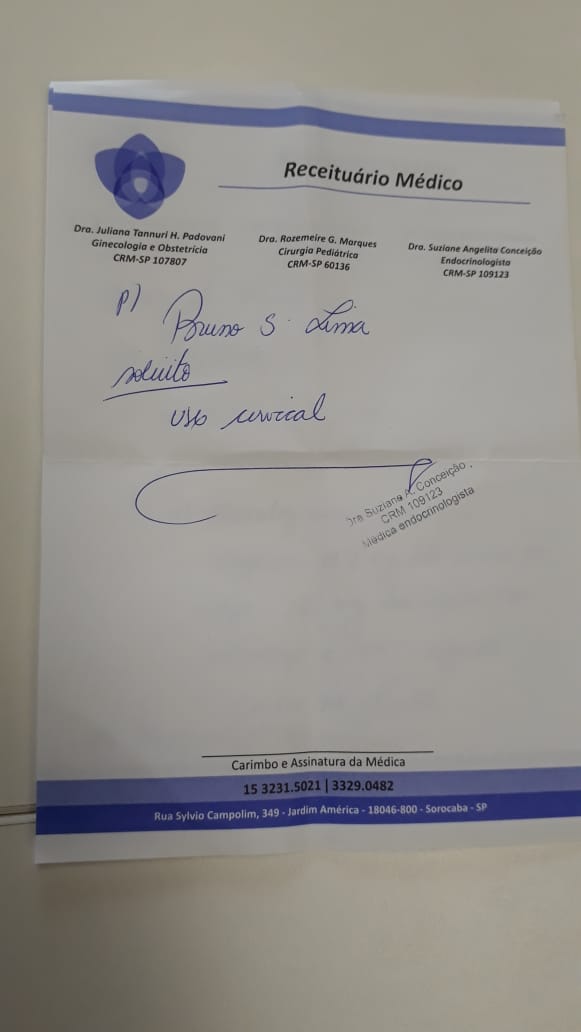 Receituário Médico
Dra. Juliana Tannuri H. Padovani
Ginecologia e Obstetrícia
CRM-SP 107807
Dra. Rozemeire G. Marques
Cirurgia Pediátrica
CRM-SP 60136
Dra. Suziane Angelita Conceição
Endocrinologista
CRM-SP 109123
p)
Bruno S. Lima
solicito
USG cervical
Dra Suziane A. Conceição
CRM 109123
Médica endocrinologista
Carimbo e Assinatura da Médica
15 3231.5021 | 3329.0482
Rua Sylvio Campolim, 349 - Jardim América - 18046-800 - Sorocaba - SP